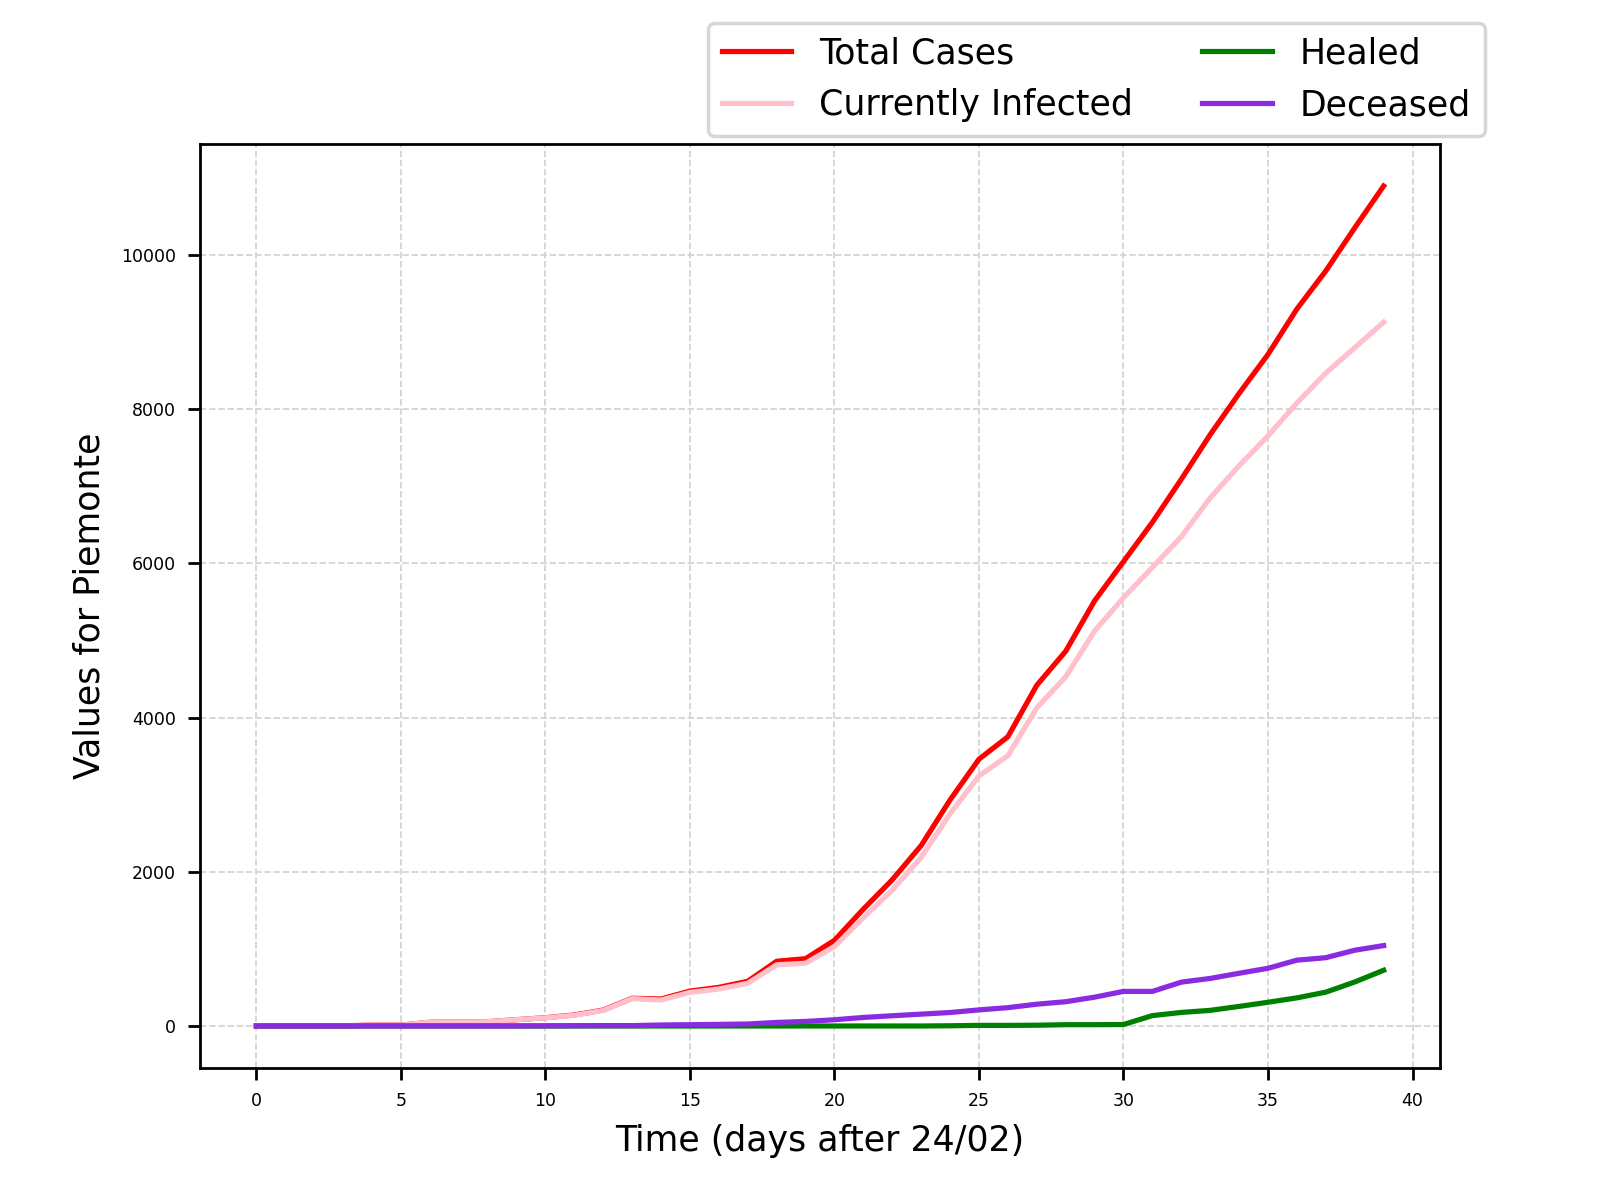 Total Cases
Currently Infected
Healed
Deceased
Values for Piemonte
10000
8000
6000
4000
2000
0
0 5 10 15 20 25 30 35 40
Time (days after 24/02)